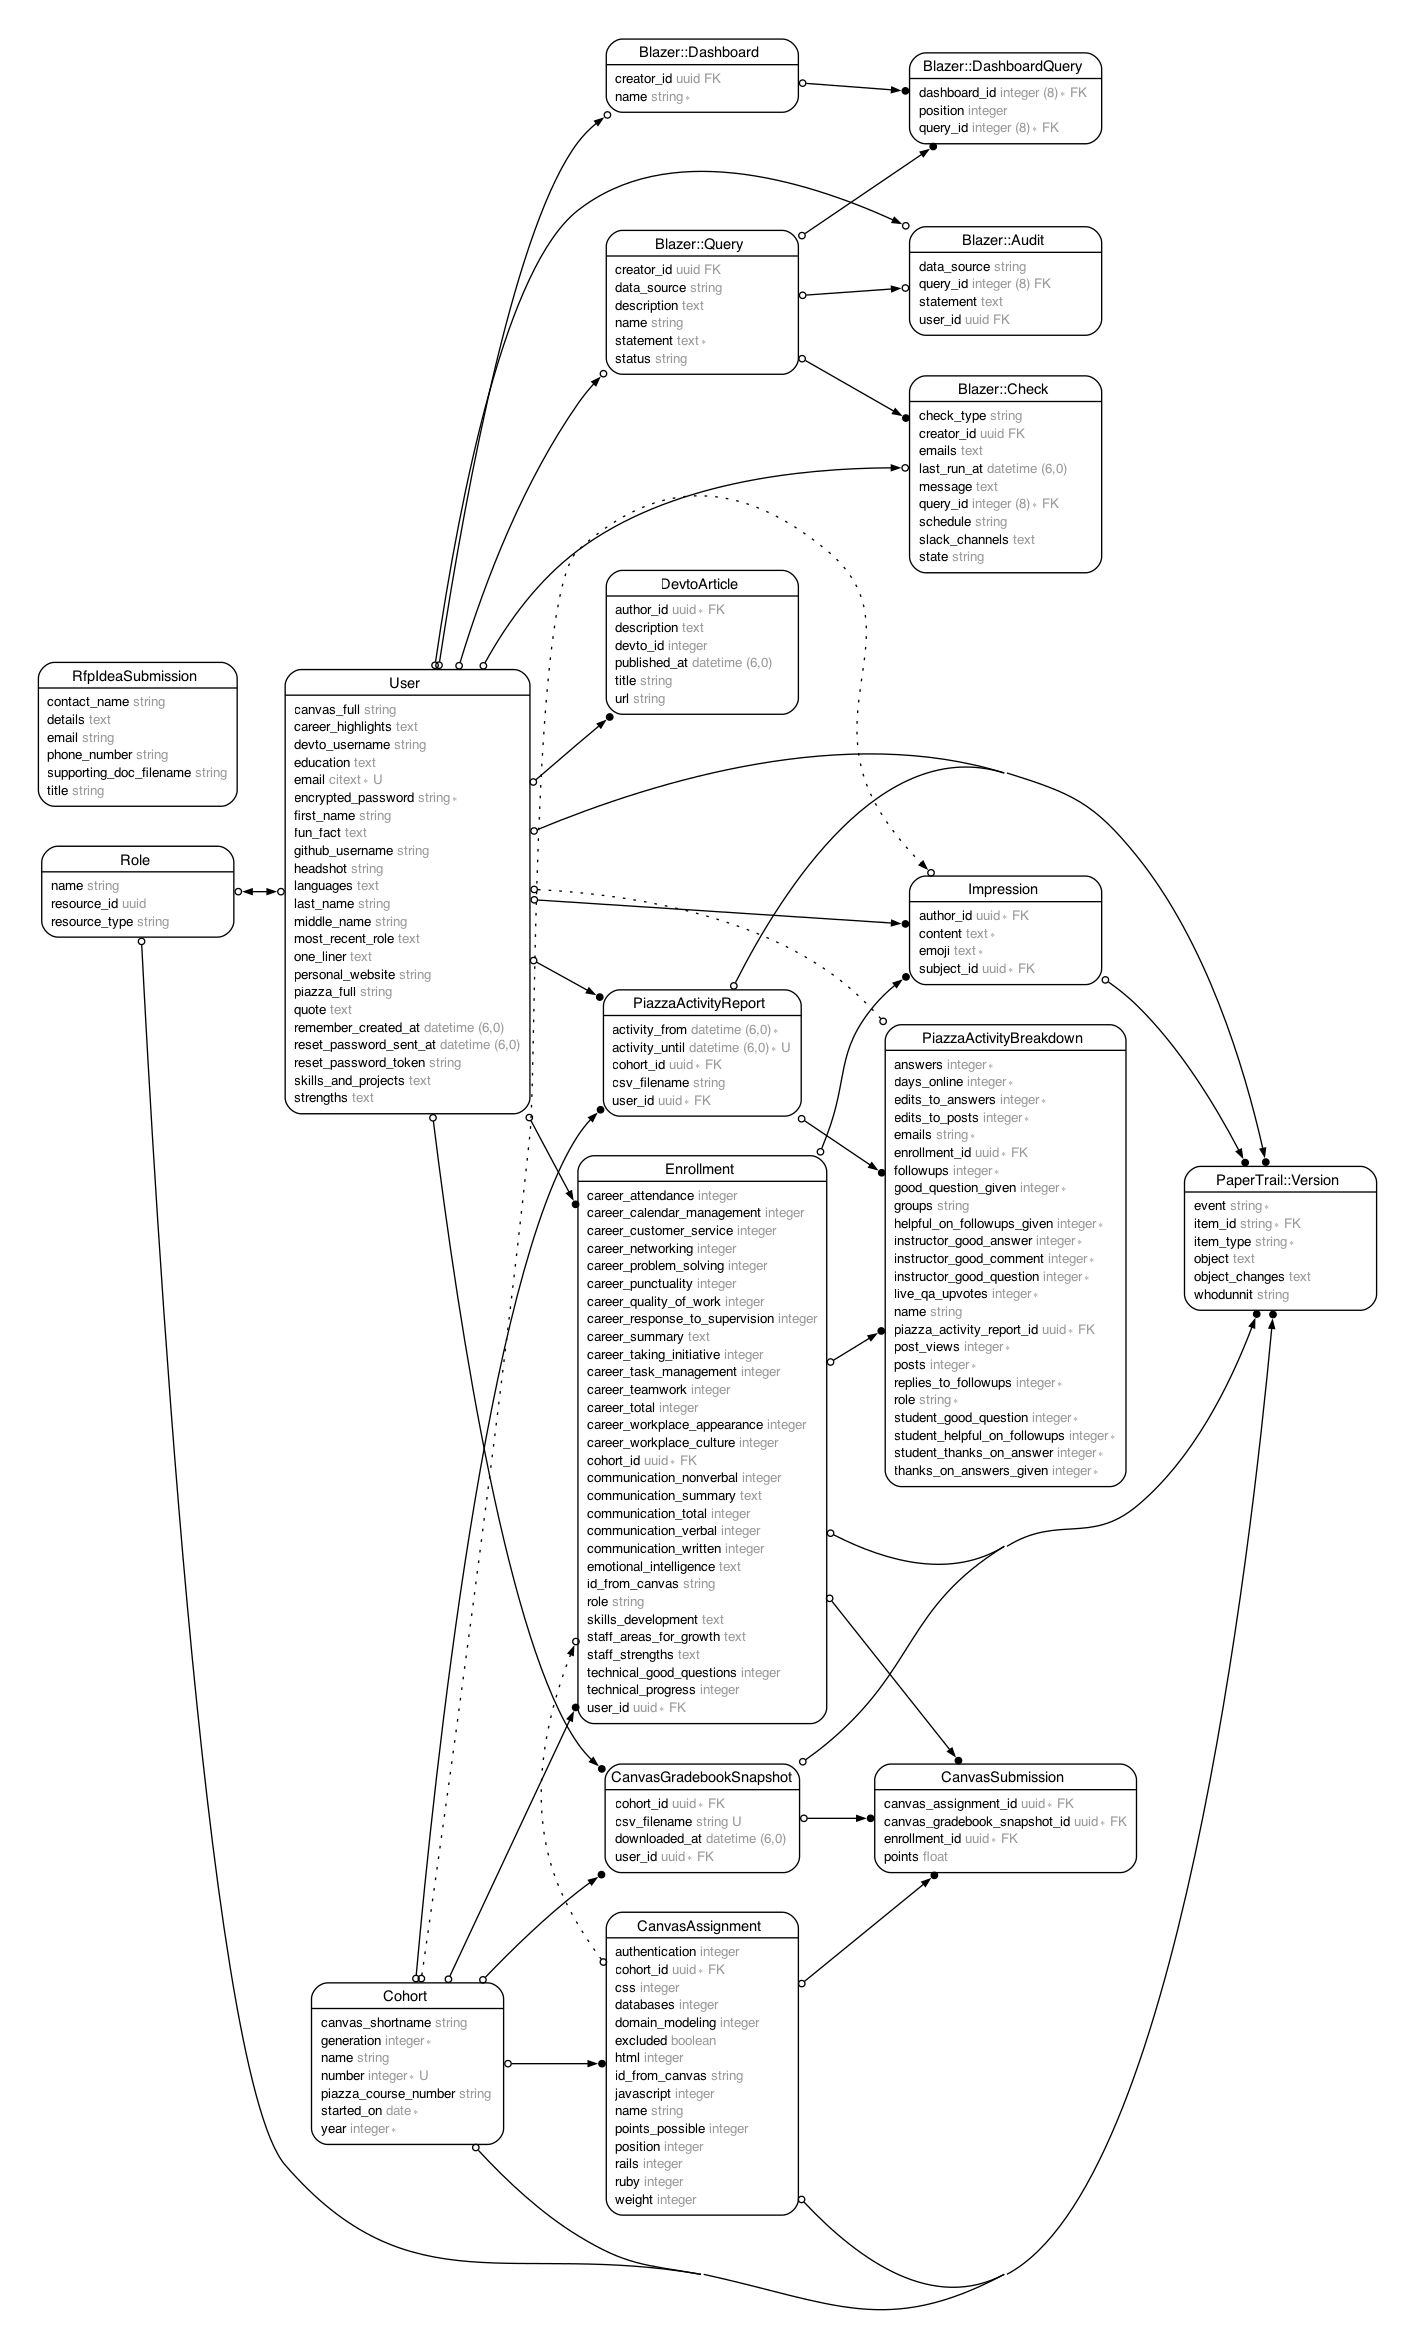 Blazer::Dashboard
creator_id uuid FK
name string ∗
Blazer::DashboardQuery
dashboard_id integer (8) ∗ FK
position integer
query_id integer (8) ∗ FK
Blazer::Query
creator_id uuid FK
data_source string
description text
name string
statement text ∗
status string
Blazer::Audit
data_source string
query_id integer (8) FK
statement text
user_id uuid FK
Blazer::Check
check_type string
creator_id uuid FK
emails text
last_run_at datetime (6,0)
message text
query_id integer (8) ∗ FK
schedule string
slack_channels text
state string
DevtoArticle
author_id uuid ∗ FK
description text
devto_id integer
published_at datetime (6,0)
title string
url string
RfpIdeaSubmission
contact_name string
details text
email string
phone_number string
supporting_doc_filename string
title string
Role
name string
resource_id uuid
resource_type string
User
canvas_full string
career_highlights text
devto_username string
education text
email citext ∗ U
encrypted_password string ∗
first_name string
fun_fact text
github_username string
headshot string
languages text
last_name string
middle_name string
most_recent_role text
one_liner text
personal_website string
piazza_full string
quote text
remember_created_at datetime (6,0)
reset_password_sent_at datetime (6,0)
reset_password_token string
skills_and_projects text
strengths text
Impression
author_id uuid ∗ FK
content text ∗
emoji text ∗
subject_id uuid ∗ FK
PiazzaActivityReport
activity_from datetime (6,0) ∗
activity_until datetime (6,0) ∗ U
cohort_id uuid ∗ FK
csv_filename string
user_id uuid ∗ FK
PiazzaActivityBreakdown
answers integer ∗
days_online integer ∗
edits_to_answers integer ∗
edits_to_posts integer ∗
emails string ∗
enrollment_id uuid ∗ FK
followups integer ∗
good_question_given integer ∗
groups string
helpful_on_followups_given integer ∗
instructor_good_answer integer ∗
instructor_good_comment integer ∗
instructor_good_question integer ∗
live_qa_upvotes integer ∗
name string
piazza_activity_report_id uuid ∗ FK
post_views integer ∗
posts integer ∗
replies_to_followups integer ∗
role string ∗
student_good_question integer ∗
student_helpful_on_followups integer ∗
student_thanks_on_answer integer ∗
thanks_on_answers_given integer ∗
PaperTrail::Version
event string ∗
item_id string ∗ FK
item_type string ∗
object text
object_changes text
whodunnit string
Enrollment
career_attendance integer
career_calendar_management integer
career_customer_service integer
career_networking integer
career_problem_solving integer
career_punctuality integer
career_quality_of_work integer
career_response_to_supervision integer
career_summary text
career_taking_initiative integer
career_task_management integer
career_teamwork integer
career_total integer
career_workplace_appearance integer
career_workplace_culture integer
cohort_id uuid ∗ FK
communication_nonverbal integer
communication_summary text
communication_total integer
communication_verbal integer
communication_written integer
emotional_intelligence text
id_from_canvas string
role string
skills_development text
staff_areas_for_growth text
staff_strengths text
technical_good_questions integer
technical_progress integer
user_id uuid ∗ FK
CanvasGradebookSnapshot
cohort_id uuid ∗ FK
csv_filename string U
downloaded_at datetime (6,0)
user_id uuid ∗ FK
CanvasSubmission
canvas_assignment_id uuid ∗ FK
canvas_gradebook_snapshot_id uuid ∗ FK
enrollment_id uuid ∗ FK
points float
CanvasAssignment
authentication integer
cohort_id uuid ∗ FK
css integer
databases integer
domain_modeling integer
excluded boolean
html integer
id_from_canvas string
javascript integer
name string
points_possible integer
position integer
rails integer
ruby integer
weight integer
Cohort
canvas_shortname string
generation integer ∗
name string
number integer ∗ U
piazza_course_number string
started_on date ∗
year integer ∗